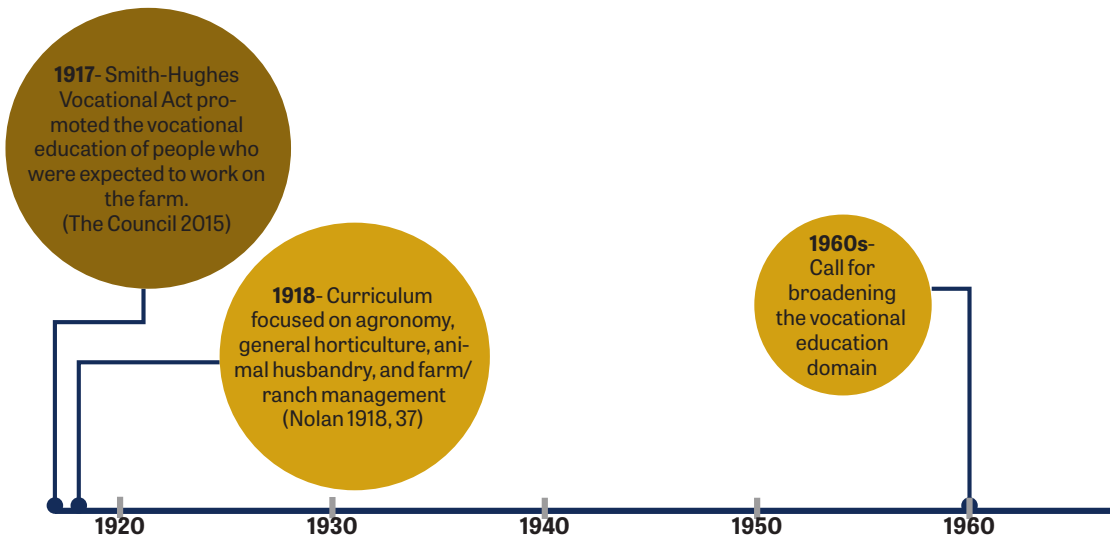 1917- Smith-Hughes
Vocational Act pro-
moted the vocational
education of people who
were expected to work on
the farm.
(The Council 2015)
1918- Curriculum
focused on agronomy,
general horticulture, ani-
mal husbandry, and farm/
ranch management
(Nolan 1918, 37)
1960s-
Call for
broadening
the vocational
education
domain
1920
1930
1940
1950
1960